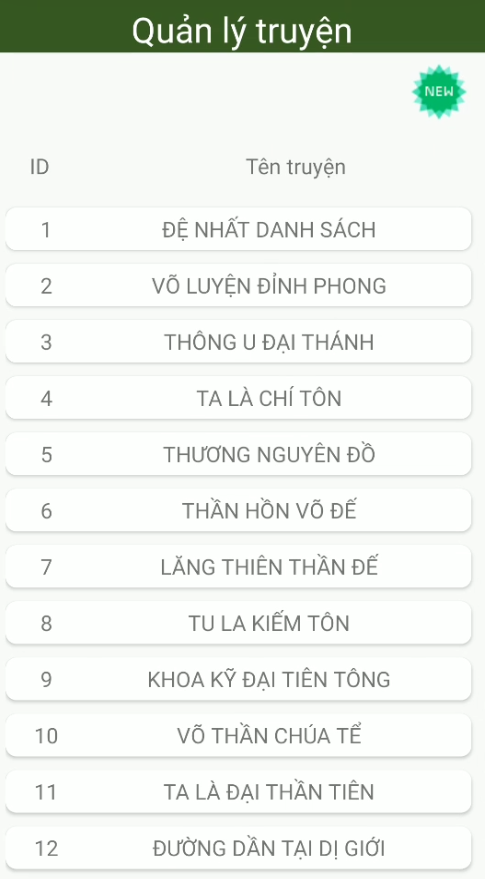 Quản lý truyện
NEW
ID Tên truyện
1 ĐỆ NHẤT DANH SÁCH
2 VÕ LUYỆN ĐỈNH PHONG
3 THÔNG U ĐẠI THÁNH
4 TA LÀ CHÍ TÔN
5 THƯƠNG NGUYÊN ĐỒ
6 THẦN HỒN VÕ ĐẾ
7 LĂNG THIÊN THẦN ĐẾ
8 TU LA KIẾM TÔN
9 KHOA KỸ ĐẠI TIÊN TÔNG
10 VÕ THẦN CHÚA TỂ
11 TA LÀ ĐẠI THẦN TIÊN
12 ĐƯỜNG DẦN TẠI DỊ GIỚI